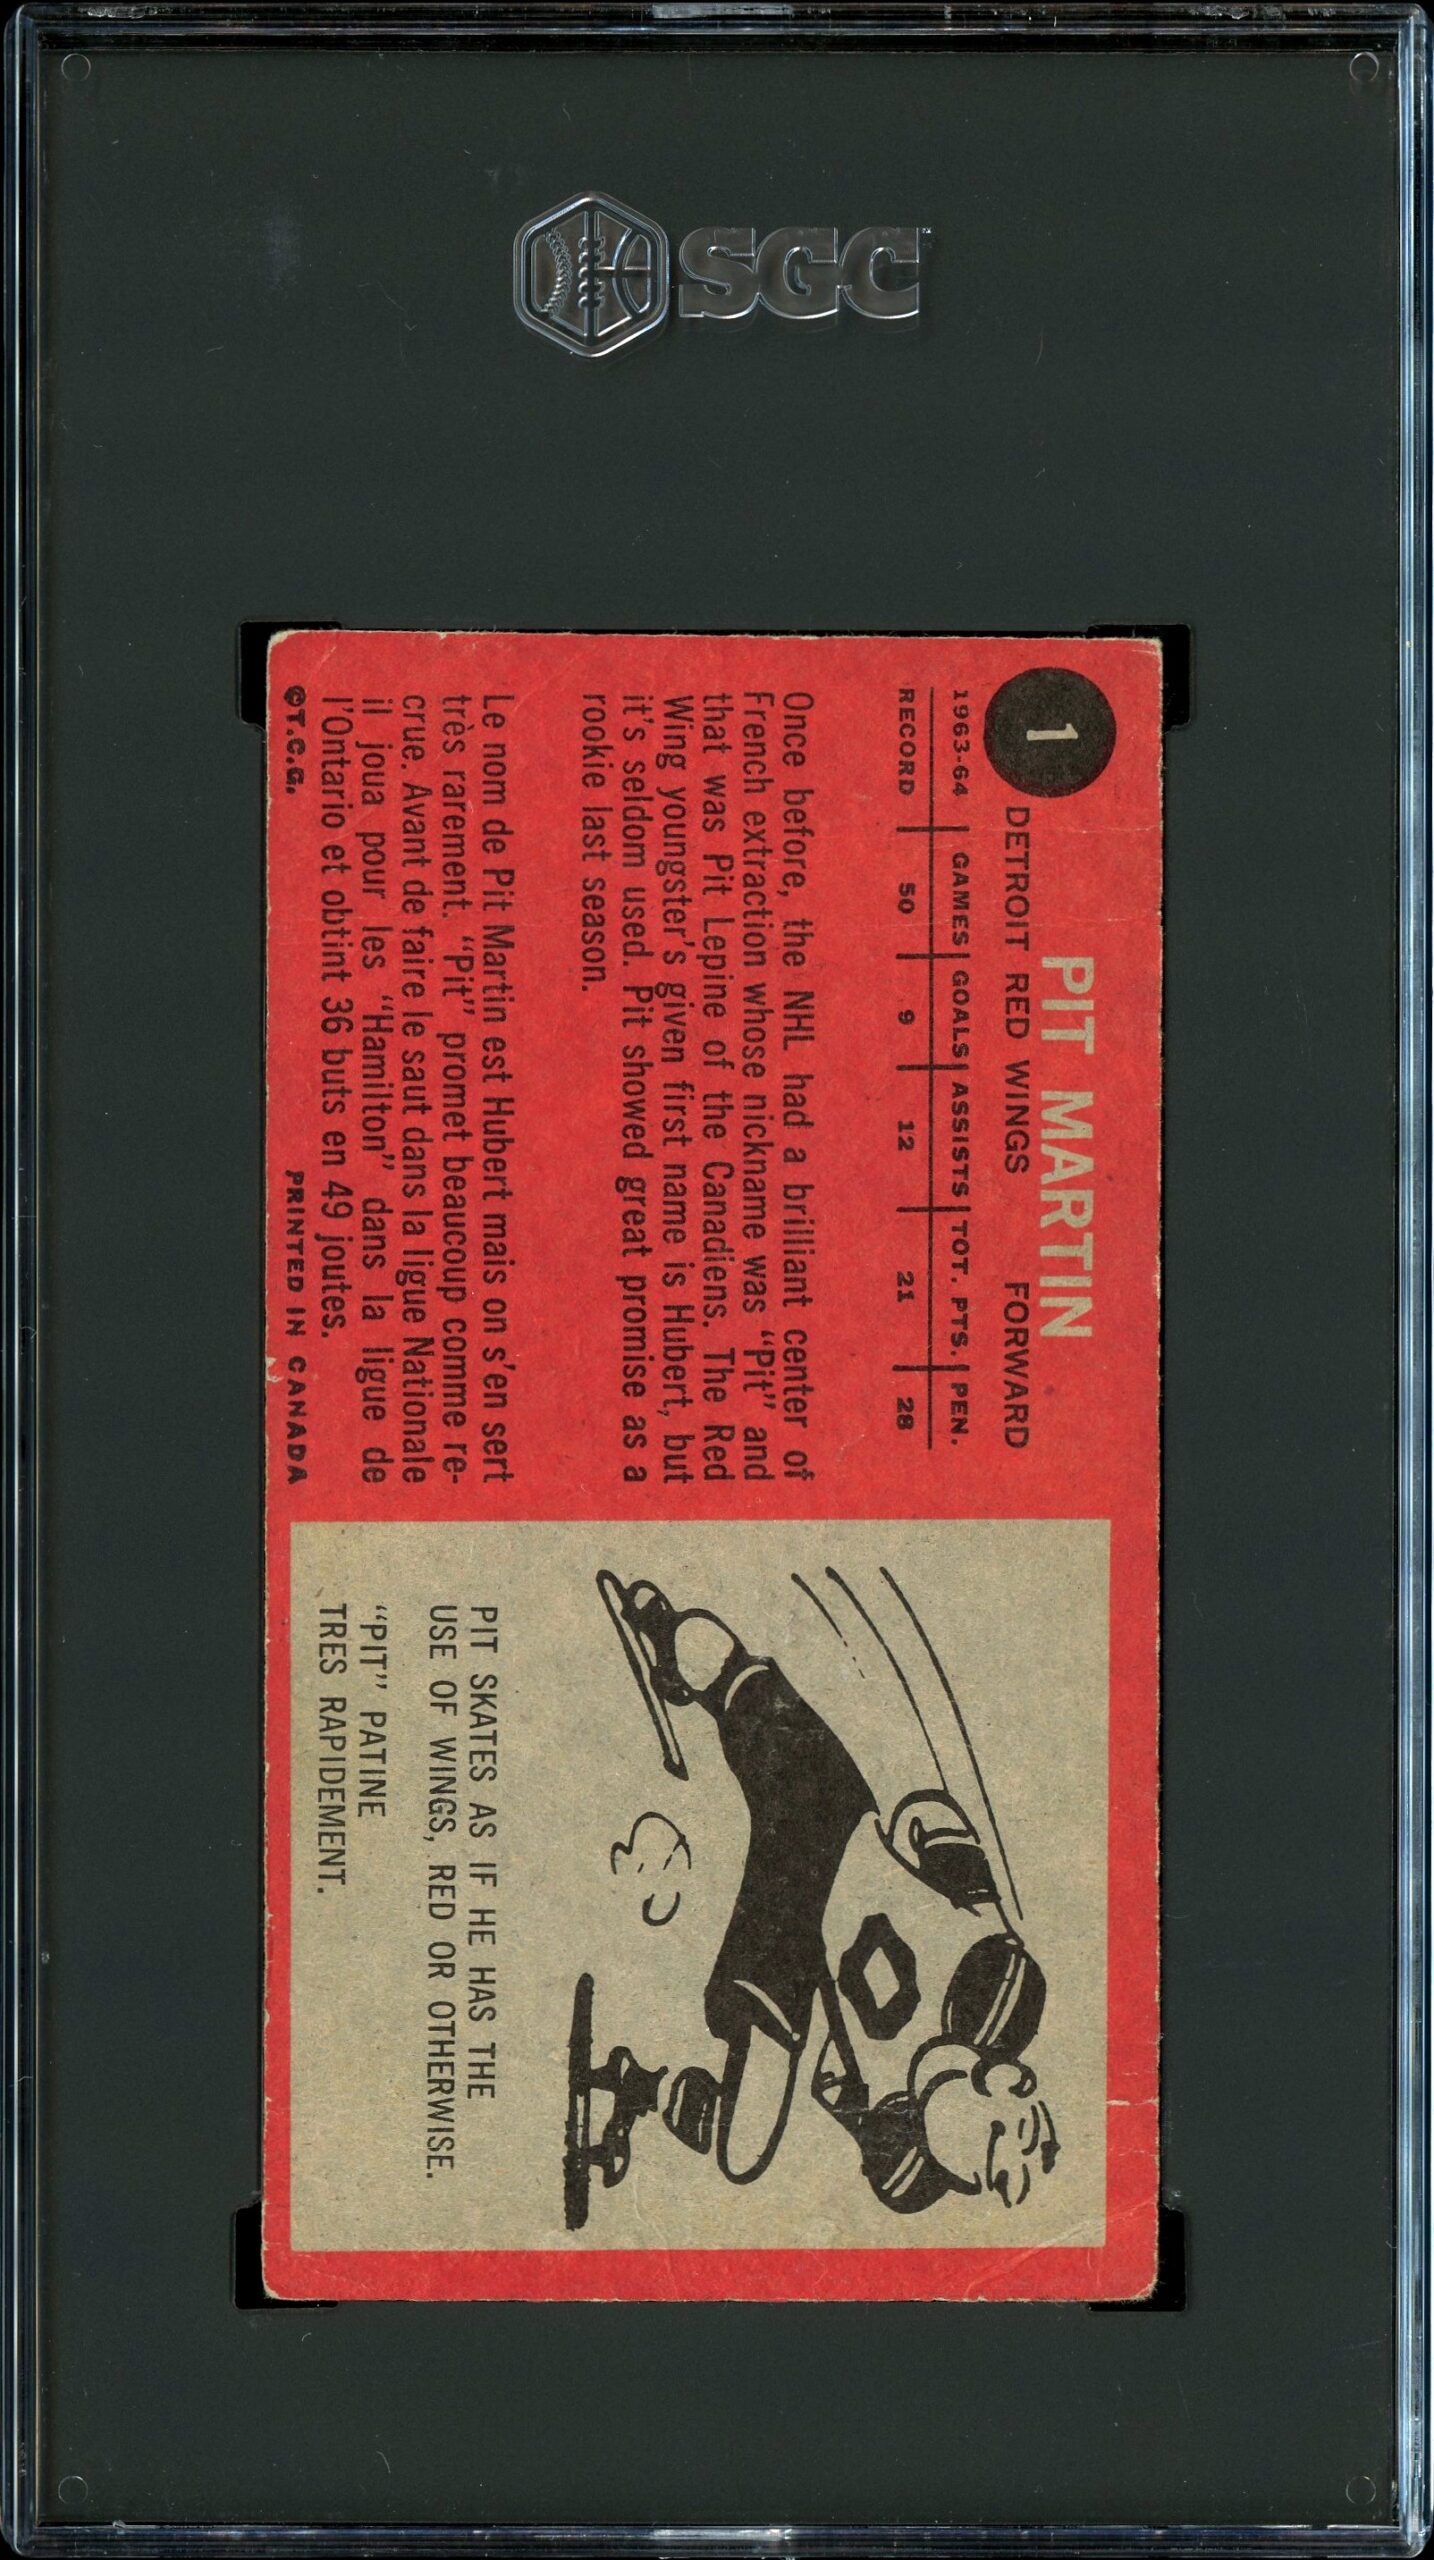 SGC
1
PIT MARTIN
DETROIT RED WINGS FORWARD
1963-64 GAMES GOALS ASSISTS TOT. PTS. PEN.
RECORD 50 9 12 21 28
Once before, the NHL had a brilliant center of
French extraction whose nickname was "Pit" and
that was Pit Lepine of the Canadiens. The Red
Wing youngster's given first name is Hubert, but
it's seldom used. Pit showed great promise as a
rookie last season.
Le nom de Pit Martin est Hubert mais on s'en sert
très rarement. "Pit" promet beaucoup comme re-
crue. Avant de faire le saut dans la ligue Nationale
il joua pour les "Hamilton" dans la ligue de
l'Ontario et obtint 36 buts en 49 joutes.
©T.C.G. PRINTED IN CANADA
PIT SKATES AS IF HE HAS THE
USE OF WINGS, RED OR OTHERWISE.
"PIT" PATINE
TRES RAPIDEMENT.